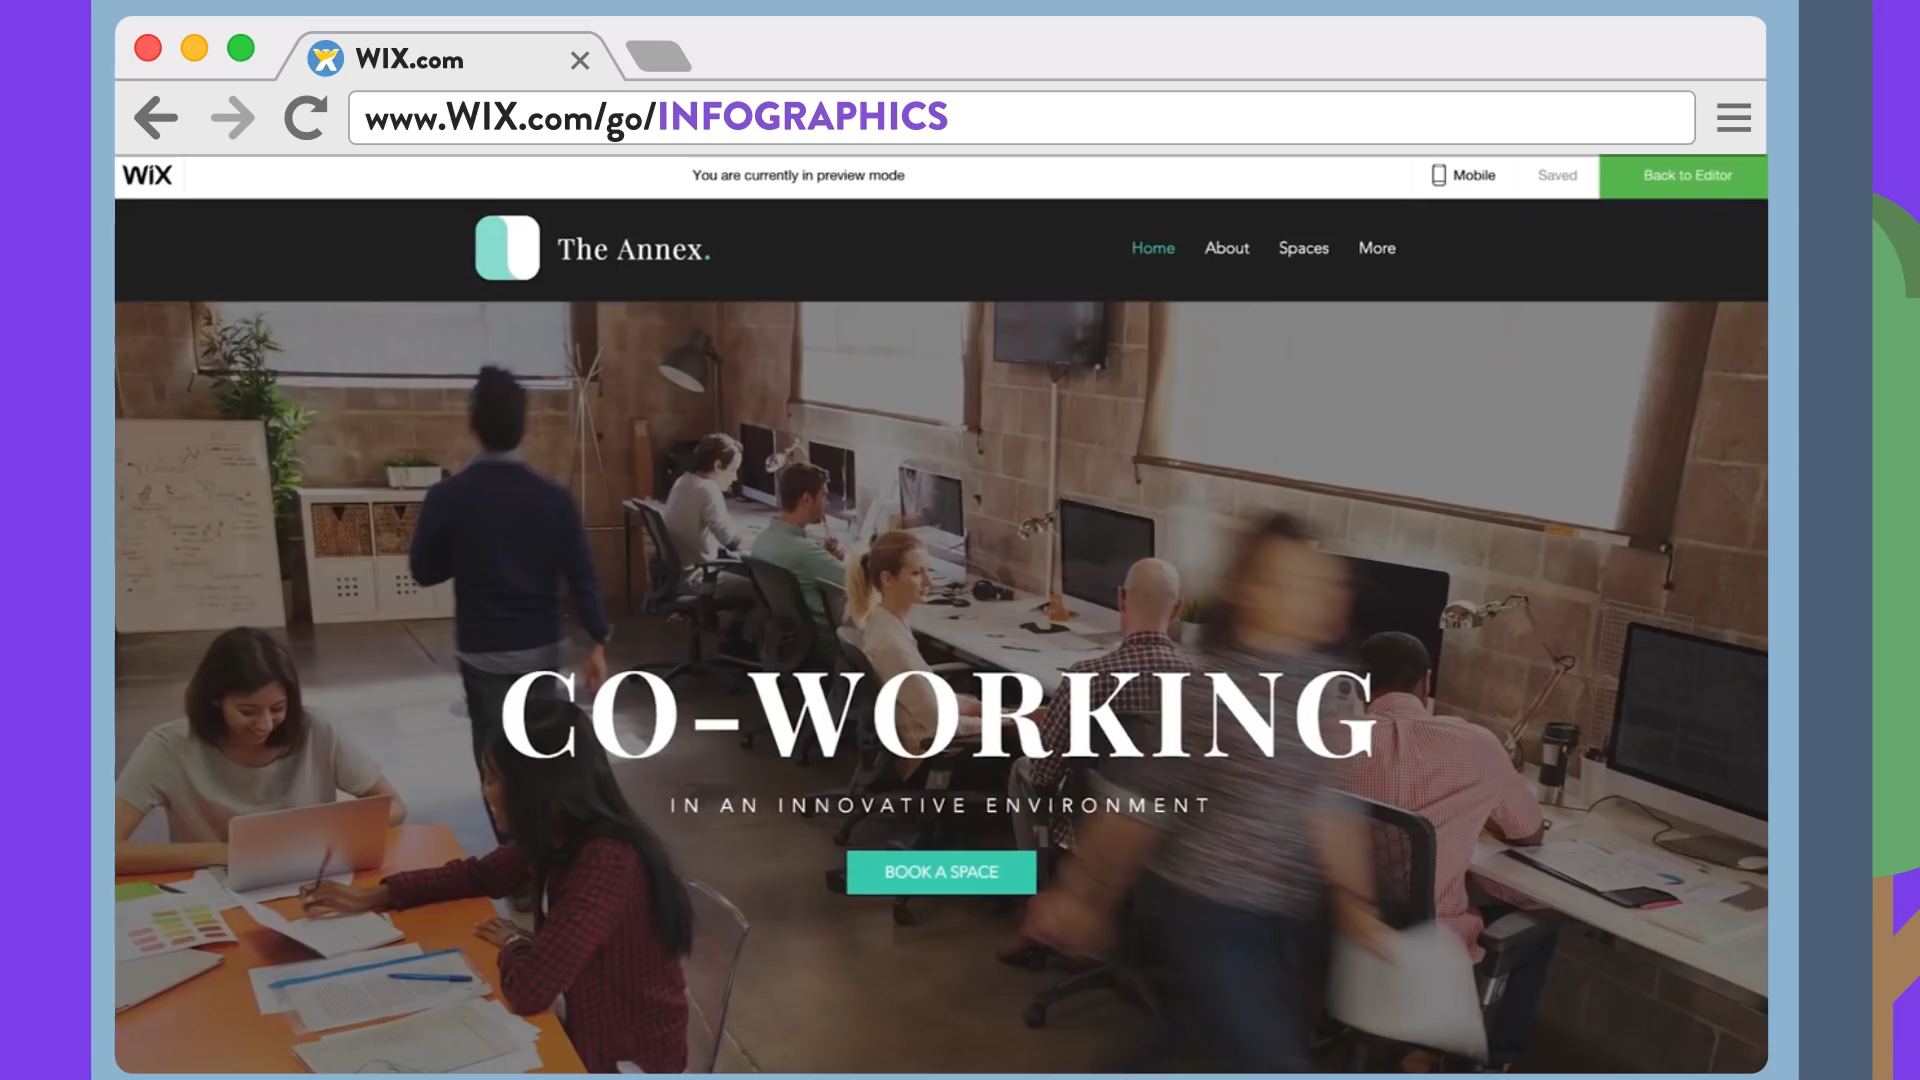 WIX.com
www.WIX.com/go/INFOGRAPHICS
WiX
You are currently in preview mode
Mobile
Saved
Back to Editor
The Annex.
Home
About
Spaces
More
CO-WORKING
IN AN INNOVATIVE ENVIRONMENT
BOOK A SPACE